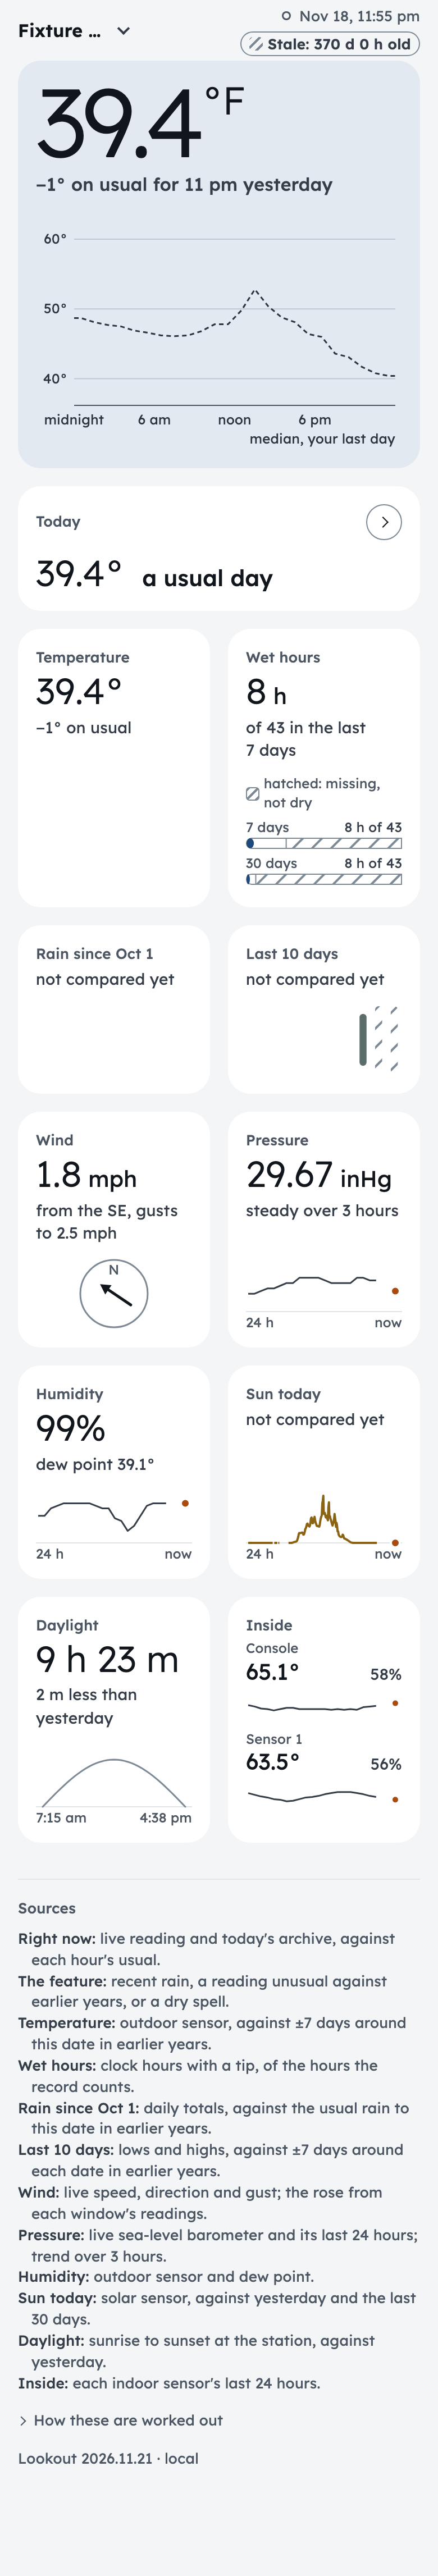 Fixture ...
Nov 18, 11:55 pm
Stale: 370 d 0 h old
39.4°F
−1° on usual for 11 pm yesterday
60°
50°
40°
midnight 6 am noon 6 pm
median, your last day
Today
39.4° a usual day
Temperature
39.4°
−1° on usual
Wet hours
8 h
of 43 in the last
7 days
hatched: missing,
not dry
7 days 8 h of 43
30 days 8 h of 43
Rain since Oct 1
not compared yet
Last 10 days
not compared yet
Wind
1.8 mph
from the SE, gusts
to 2.5 mph
N
Pressure
29.67 inHg
steady over 3 hours
24 h now
Humidity
99%
dew point 39.1°
24 h now
Sun today
not compared yet
24 h now
Daylight
9 h 23 m
2 m less than
yesterday
7:15 am 4:38 pm
Inside
Console
65.1° 58%
Sensor 1
63.5° 56%
Sources
Right now: live reading and today's archive, against
each hour's usual.
The feature: recent rain, a reading unusual against
earlier years, or a dry spell.
Temperature: outdoor sensor, against ±7 days around
this date in earlier years.
Wet hours: clock hours with a tip, of the hours the
record counts.
Rain since Oct 1: daily totals, against the usual rain to
this date in earlier years.
Last 10 days: lows and highs, against ±7 days around
each date in earlier years.
Wind: live speed, direction and gust; the rose from
each window's readings.
Pressure: live sea-level barometer and its last 24 hours;
trend over 3 hours.
Humidity: outdoor sensor and dew point.
Sun today: solar sensor, against yesterday and the last
30 days.
Daylight: sunrise to sunset at the station, against
yesterday.
Inside: each indoor sensor's last 24 hours.
How these are worked out
Lookout 2026.11.21 · local